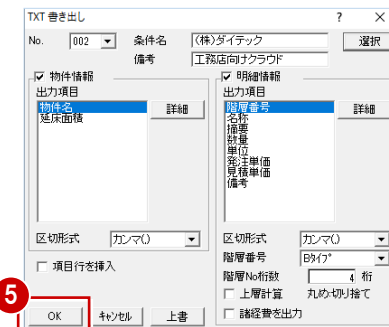 TXT 書き出し ? ×
No. 002 条件名 (株)ダイテック 選択
備考 工務店向けクラウド
物件情報
出力項目
物件名
延床面積
詳細
区切形式 カンマ(,)
項目行を挿入
明細情報
出力項目
階層番号
名称
摘要
数量
単位
発注単価
見積単価
備考
詳細
区切形式 カンマ(,)
階層番号 Bタイプ
階層No桁数 4 桁
上層計算 丸め-切り捨て
諸経費を出力
5
OK キャンセル 上書